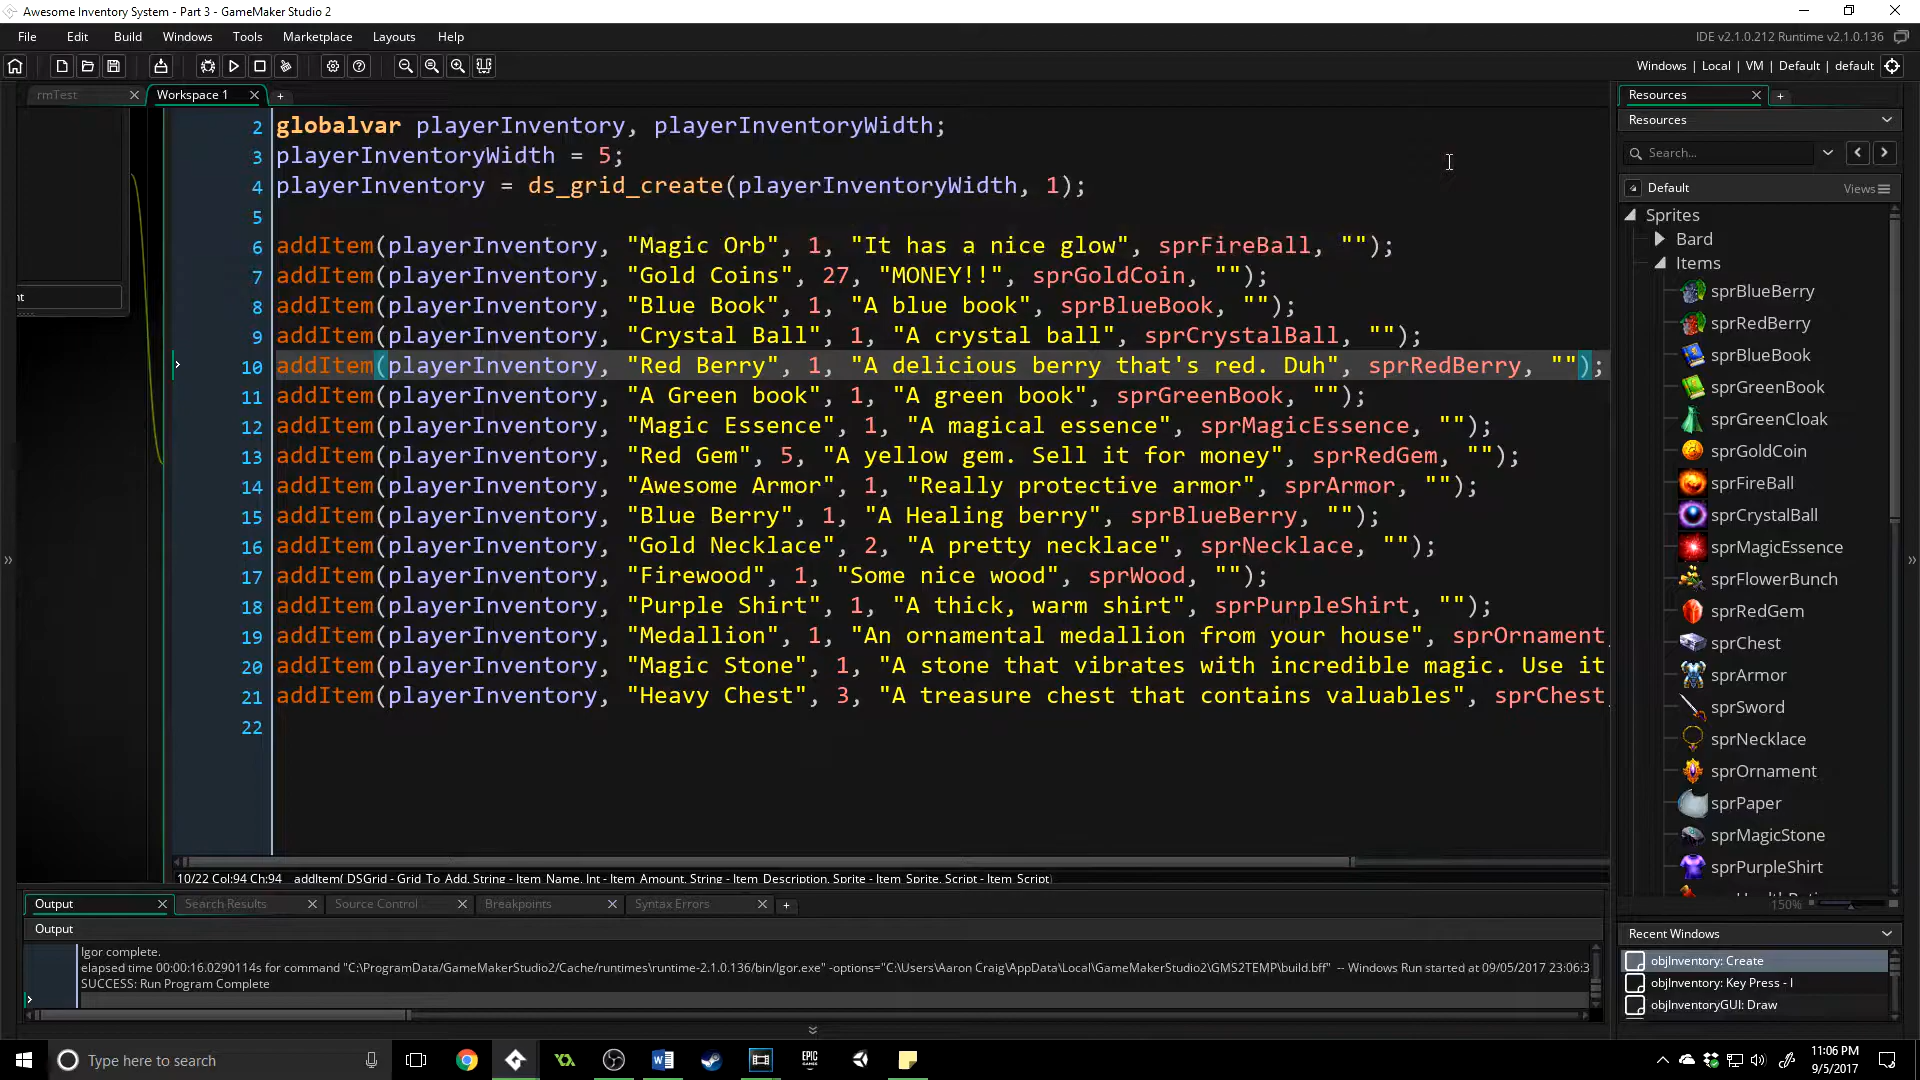 Awesome Inventory System - Part 3 - GameMaker Studio 2
File Edit Build Windows Tools Marketplace Layouts Help
IDE v2.1.0.212 Runtime v2.1.0.136
Windows | Local | VM | Default | default
rmTest
Workspace 1
2 globalvar playerInventory, playerInventoryWidth;
3 playerInventoryWidth = 5;
4 playerInventory = ds_grid_create(playerInventoryWidth, 1);
5
6 addItem(playerInventory, "Magic Orb", 1, "It has a nice glow", sprFireBall, "");
7 addItem(playerInventory, "Gold Coins", 27, "MONEY!!", sprGoldCoin, "");
8 addItem(playerInventory, "Blue Book", 1, "A blue book", sprBlueBook, "");
9 addItem(playerInventory, "Crystal Ball", 1, "A crystal ball", sprCrystalBall, "");
10 addItem(playerInventory, "Red Berry", 1, "A delicious berry that's red. Duh", sprRedBerry, "");
11 addItem(playerInventory, "A Green book", 1, "A green book", sprGreenBook, "");
12 addItem(playerInventory, "Magic Essence", 1, "A magical essence", sprMagicEssence, "");
13 addItem(playerInventory, "Red Gem", 5, "A yellow gem. Sell it for money", sprRedGem, "");
14 addItem(playerInventory, "Awesome Armor", 1, "Really protective armor", sprArmor, "");
15 addItem(playerInventory, "Blue Berry", 1, "A Healing berry", sprBlueBerry, "");
16 addItem(playerInventory, "Gold Necklace", 2, "A pretty necklace", sprNecklace, "");
17 addItem(playerInventory, "Firewood", 1, "Some nice wood", sprWood, "");
18 addItem(playerInventory, "Purple Shirt", 1, "A thick, warm shirt", sprPurpleShirt, "");
19 addItem(playerInventory, "Medallion", 1, "An ornamental medallion from your house", sprOrnament,
20 addItem(playerInventory, "Magic Stone", 1, "A stone that vibrates with incredible magic. Use it
21 addItem(playerInventory, "Heavy Chest", 3, "A treasure chest that contains valuables", sprChest,
22
nt
10/22 Col:94 Ch:94 addItem( DSGrid - Grid_To_Add, String - Item_Name, Int - Item_Amount, String - Item_Description, Sprite - Item_Sprite, Script - Item_Script)
Output Search Results Source Control Breakpoints Syntax Errors
Output
Igor complete.
elapsed time 00:00:16.0290114s for command "C:\ProgramData/GameMakerStudio2/Cache/runtimes\runtime-2.1.0.136/bin/Igor.exe" -options="C:\Users\Aaron Craig\AppData\Local\GameMakerStudio2\GMS2TEMP\build.bff" -- Windows Run started at 09/05/2017 23:06:3
SUCCESS: Run Program Complete
Resources
Resources
Search...
Default
Views
Sprites
Bard
Items
sprBlueBerry
sprRedBerry
sprBlueBook
sprGreenBook
sprGreenCloak
sprGoldCoin
sprFireBall
sprCrystalBall
sprMagicEssence
sprFlowerBunch
sprRedGem
sprChest
sprArmor
sprSword
sprNecklace
sprOrnament
sprPaper
sprMagicStone
sprPurpleShirt
150%
Recent Windows
objInventory: Create
objInventory: Key Press - I
objInventoryGUI: Draw
Type here to search
EPIC GAMES
11:06 PM
9/5/2017